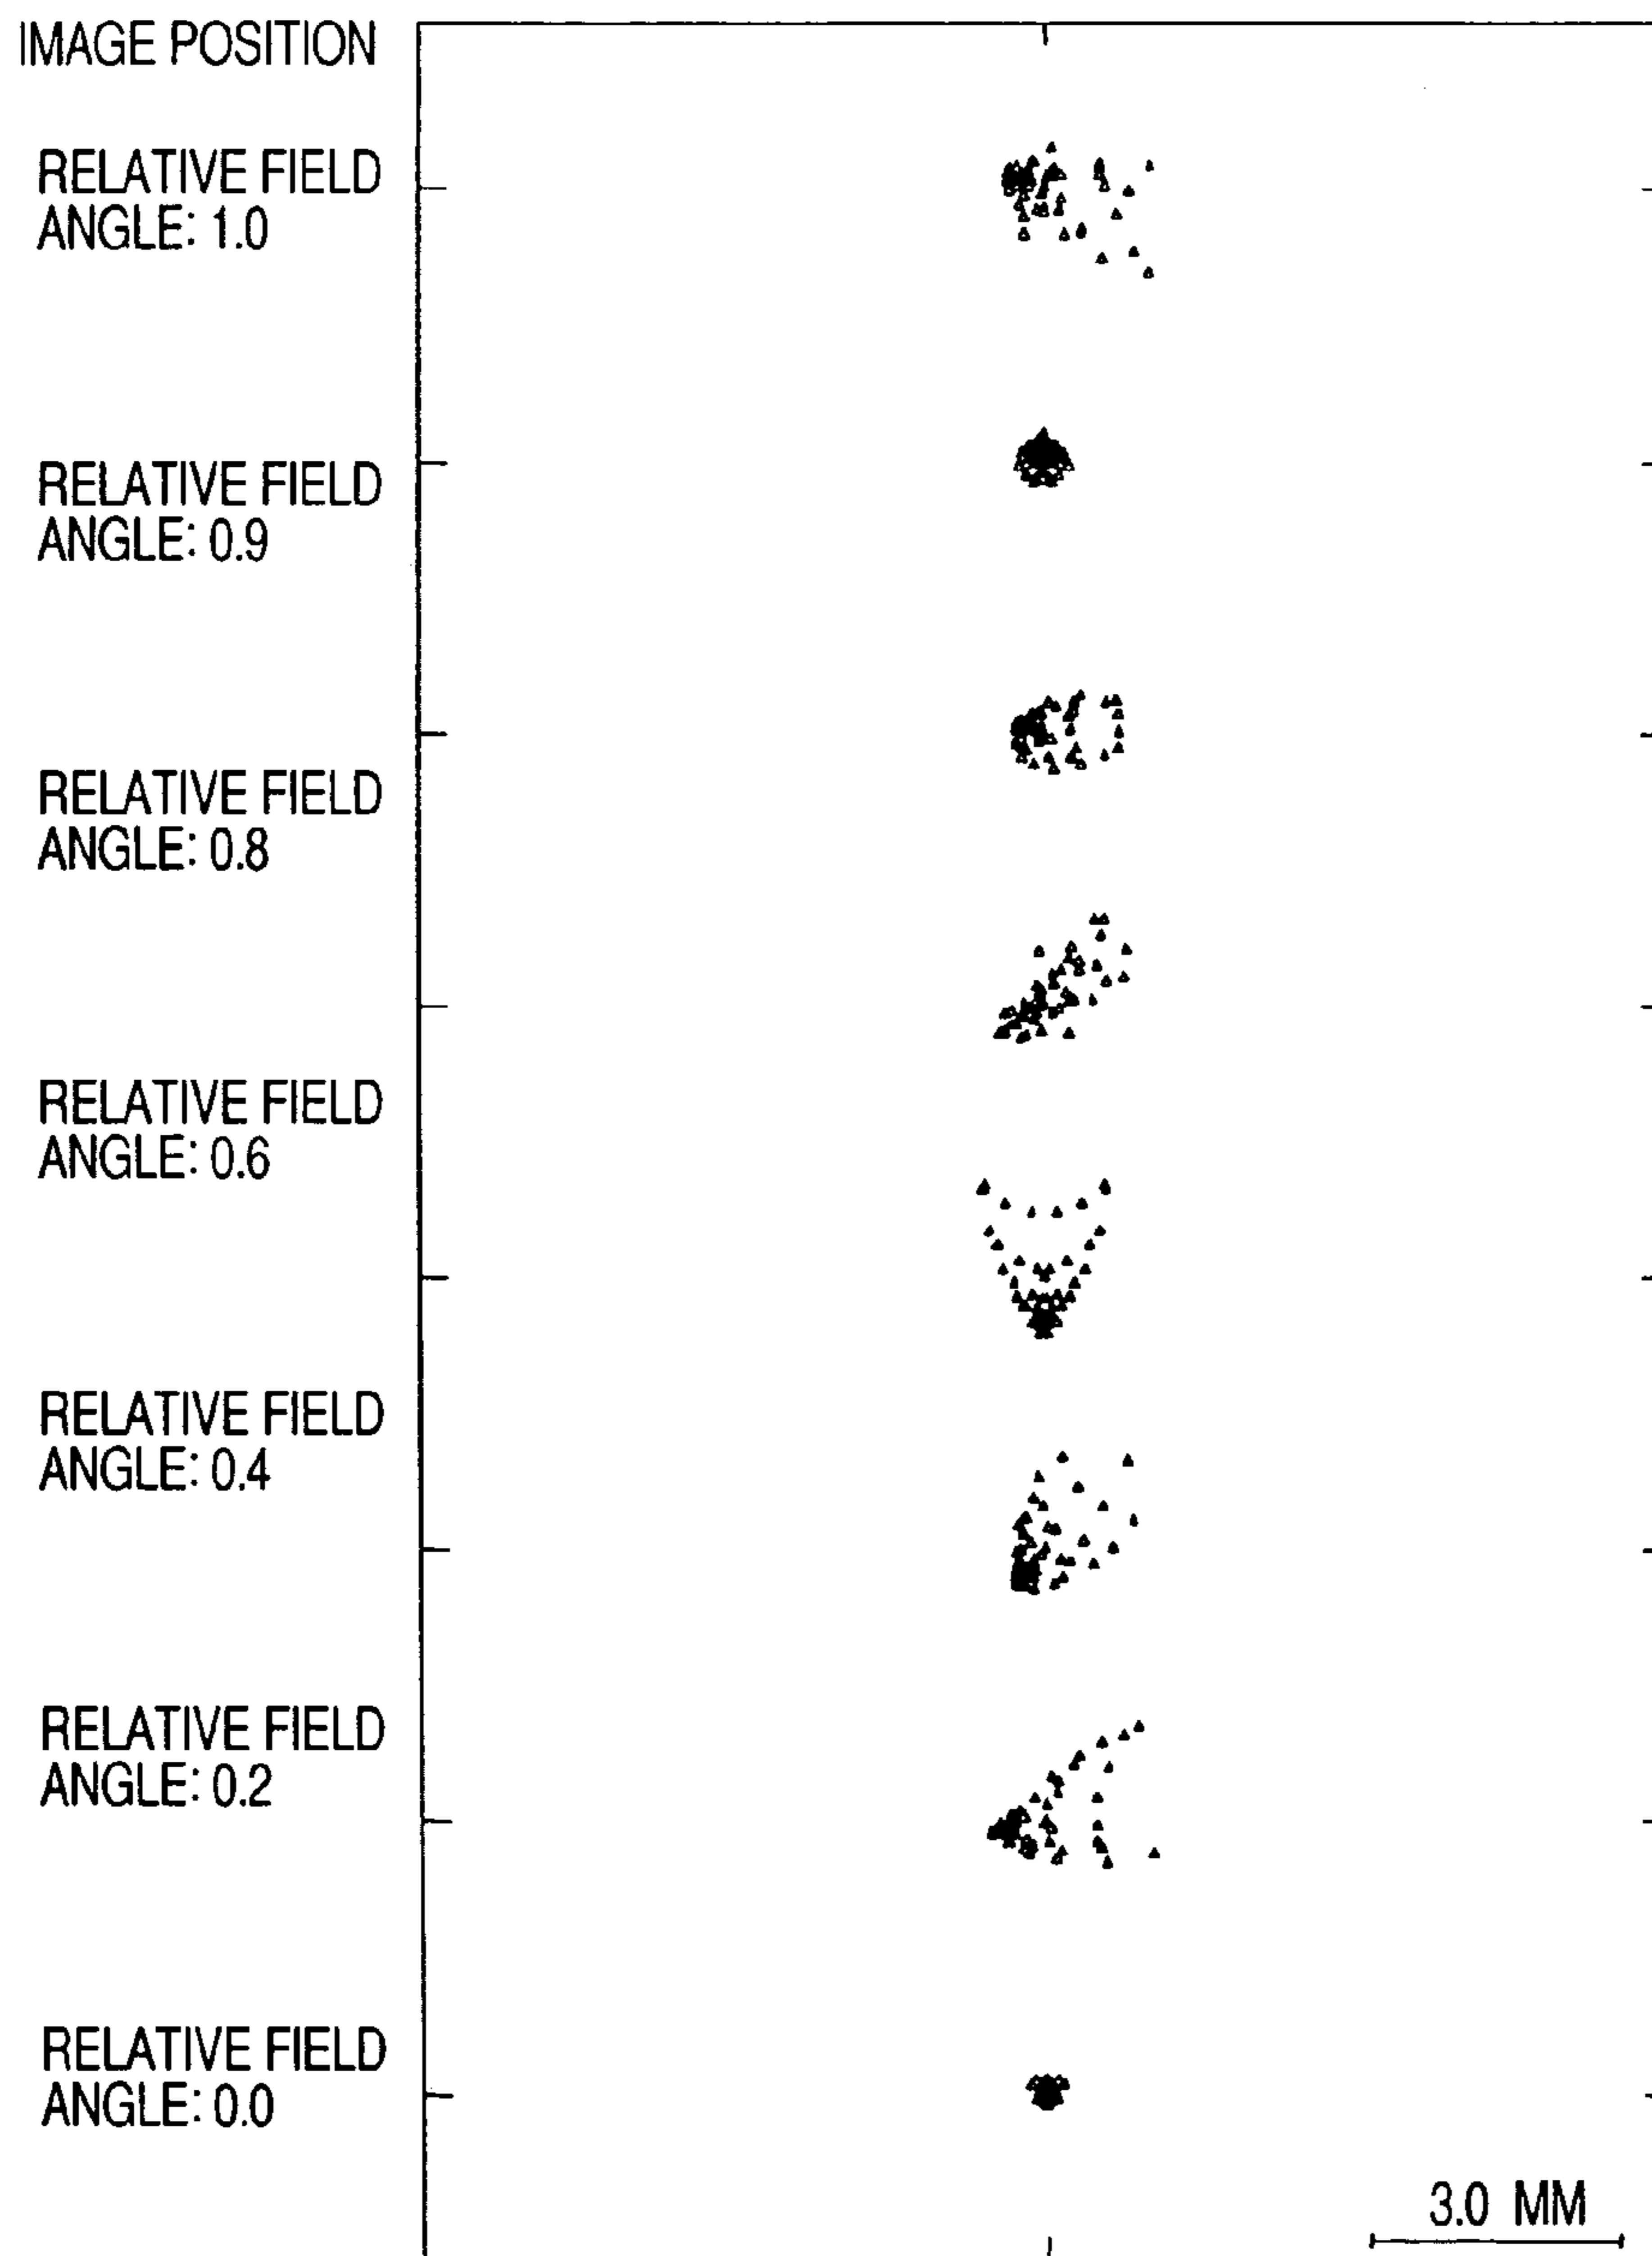 IMAGE POSITION
RELATIVE FIELD
ANGLE: 1.0
RELATIVE FIELD
ANGLE: 0.9
RELATIVE FIELD
ANGLE: 0.8
RELATIVE FIELD
ANGLE: 0.6
RELATIVE FIELD
ANGLE: 0.4
RELATIVE FIELD
ANGLE: 0.2
RELATIVE FIELD
ANGLE: 0.0
3.0 MM